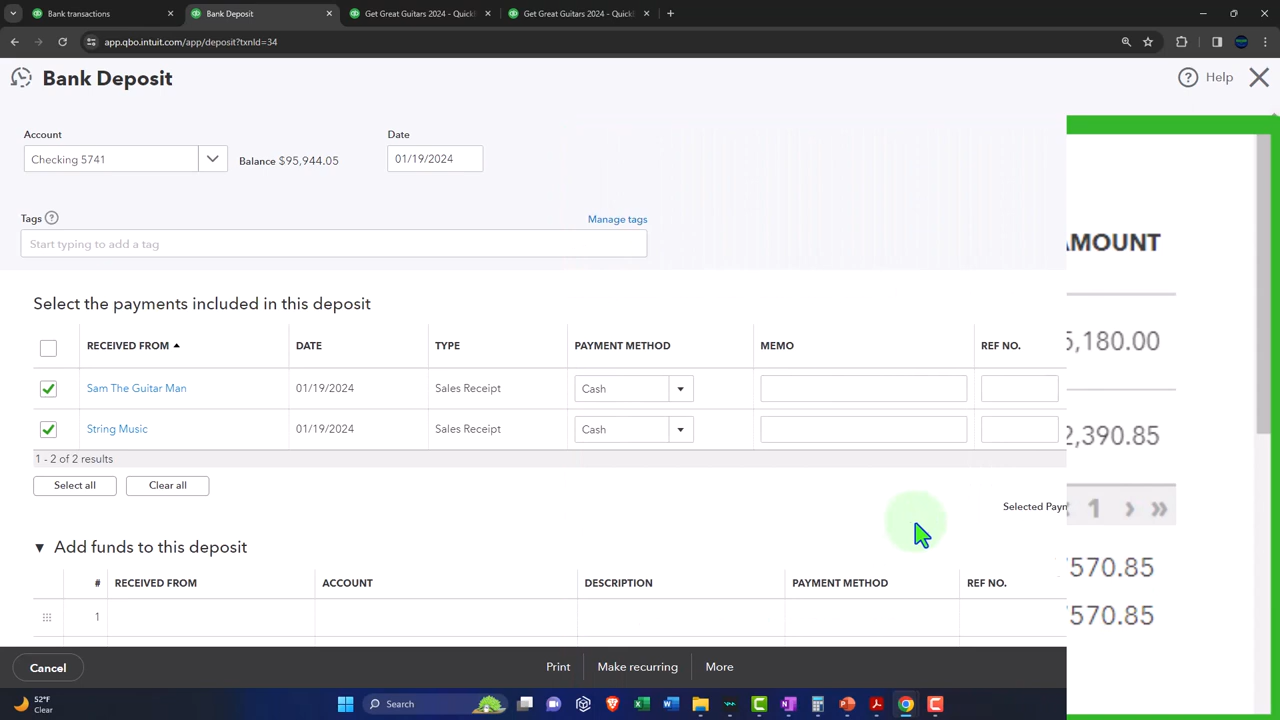 Bank transactions
Bank Deposit
Get Great Guitars 2024 - Quick
Get Great Guitars 2024 - Quick
app.qbo.intuit.com/app/deposit?txnId=34
Bank Deposit
Help
Account
Date
Checking 5741
Balance $95,944.05
01/19/2024
Tags
Manage tags
Start typing to add a tag
AMOUNT
Select the payments included in this deposit
RECEIVED FROM DATE TYPE PAYMENT METHOD MEMO REF NO.
5,180.00
Sam The Guitar Man 01/19/2024 Sales Receipt Cash
String Music 01/19/2024 Sales Receipt Cash
2,390.85
1 - 2 of 2 results
Select all Clear all
Selected Paym
1 › »
Add funds to this deposit
7570.85
# RECEIVED FROM ACCOUNT DESCRIPTION PAYMENT METHOD REF NO.
1
7570.85
Cancel Print Make recurring More
52°F
Clear
Search